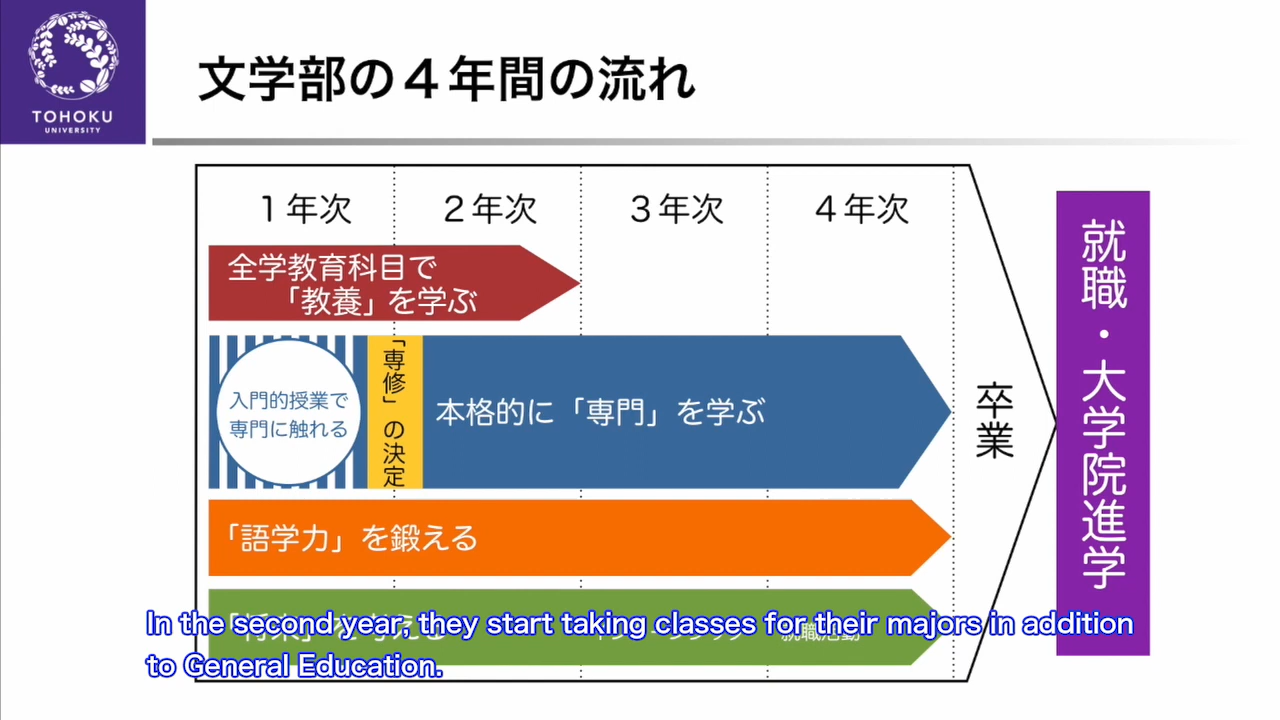 TOHOKU
UNIVERSITY
文学部の４年間の流れ
１年次
２年次
３年次
４年次
全学教育科目で
「教養」を学ぶ
入門的授業で
専門に触れる
「専修」の決定
本格的に「専門」を学ぶ
「語学力」を鍛える
卒業
就職・大学院進学
In the second year, they start taking classes for their majors in addition
to General Education.